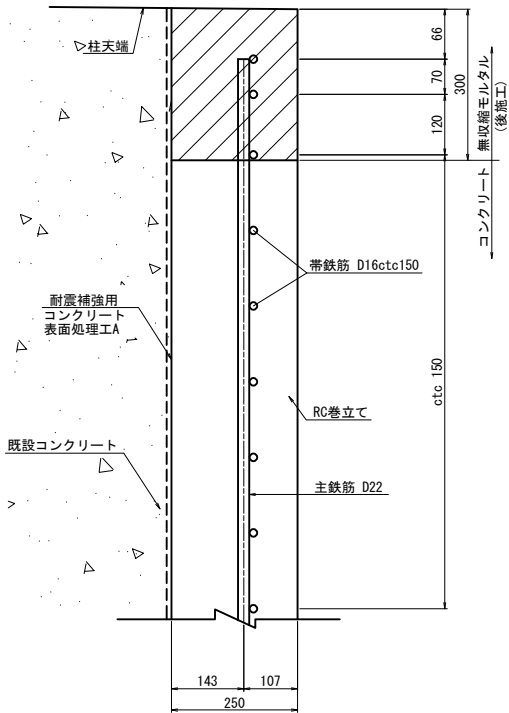 ▷柱天端
66
70
120
300
無収縮モルタル
(後施工)
コンクリート
帯鉄筋 D16ctc150
耐震補強用
コンクリート
表面処理工A
ctc 150
RC巻立て
既設コンクリート
主鉄筋 D22
143
107
250